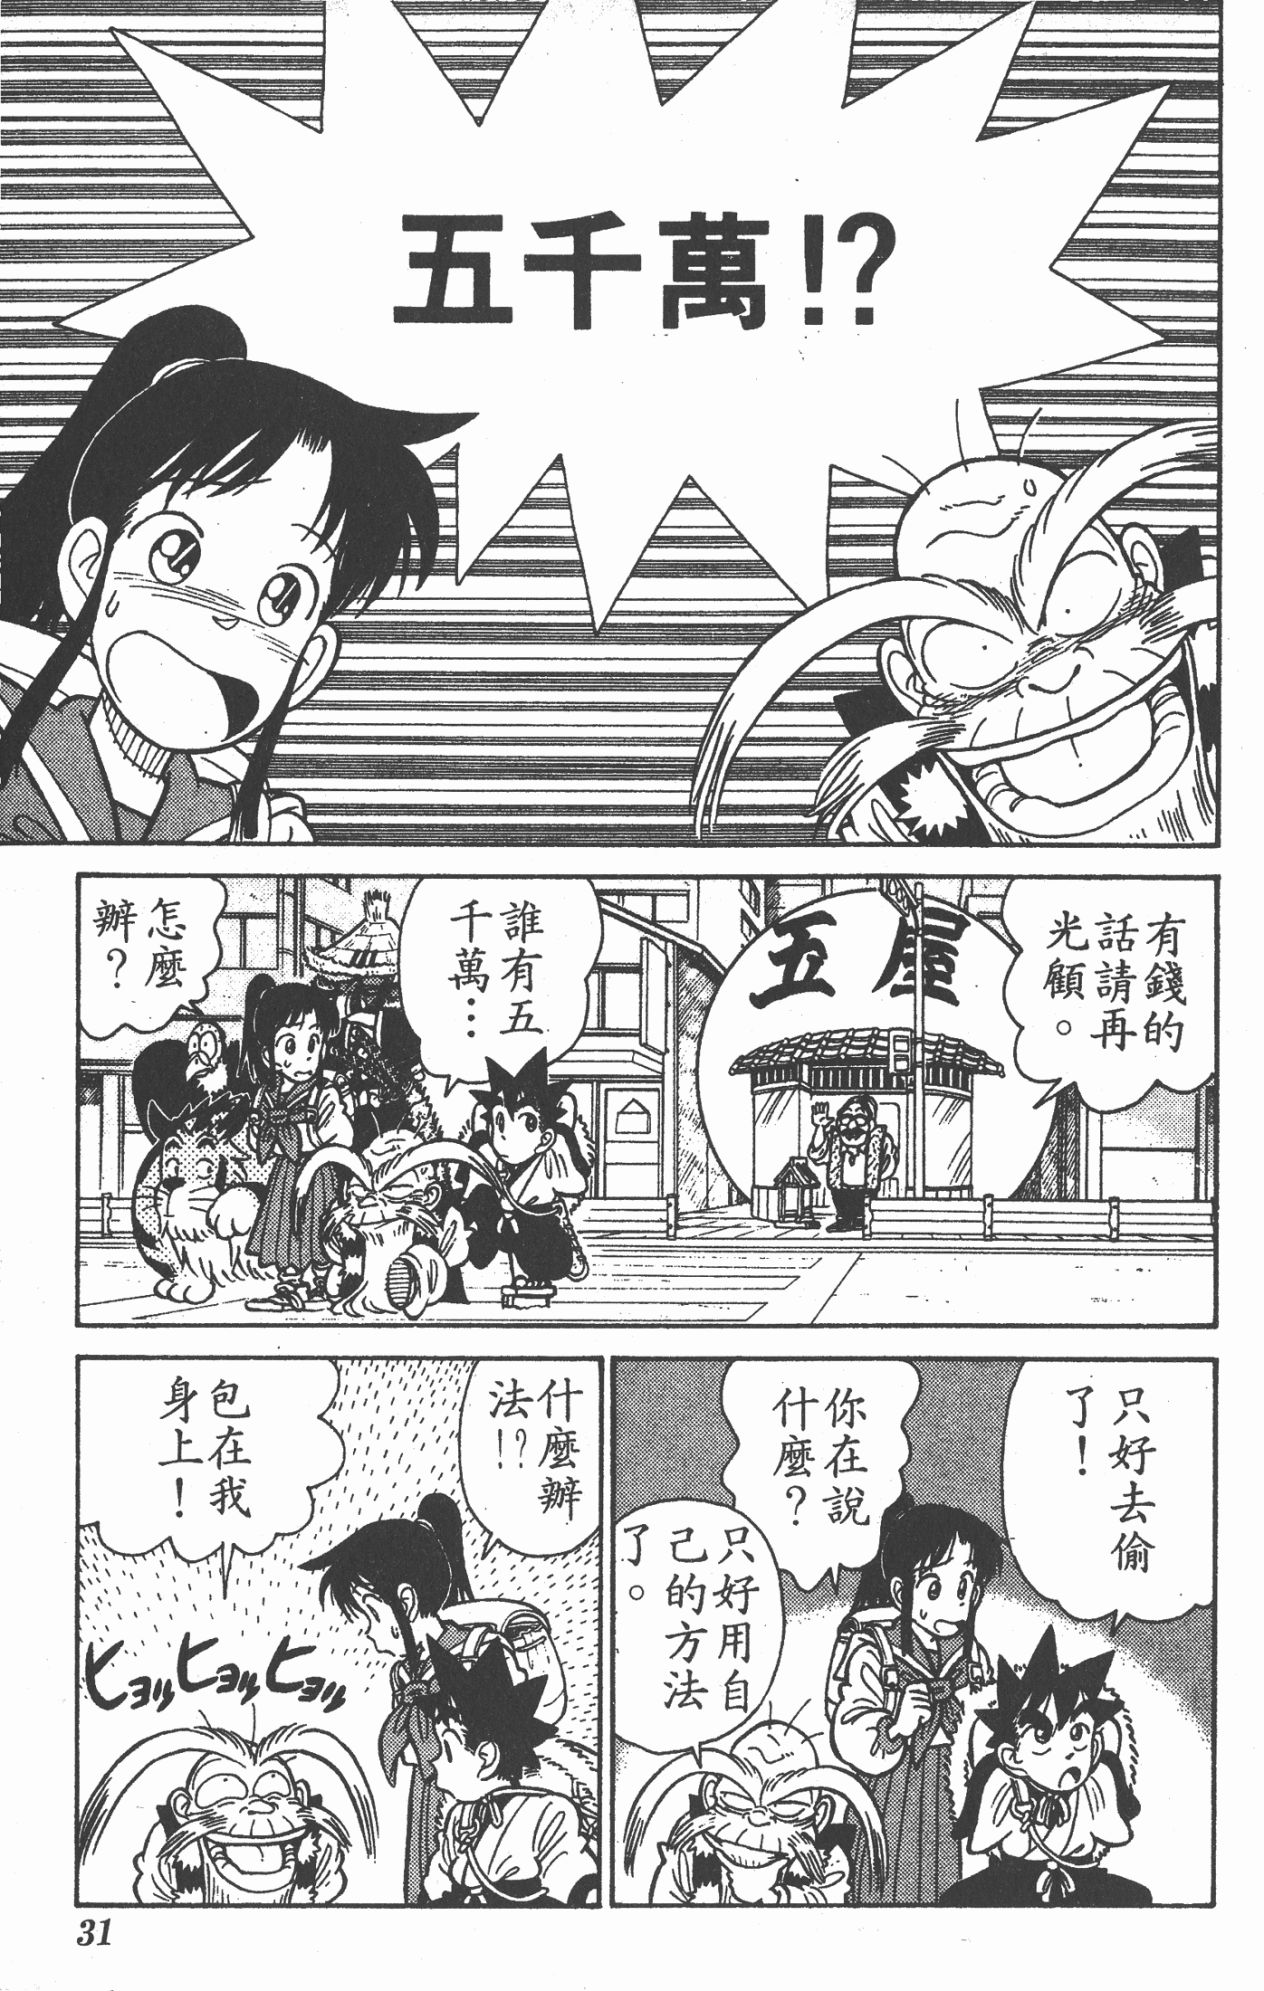 五千萬!?
有錢的
話請再
光顧。
五屋
誰有五
千萬…
怎麼
辦？
只好去偷
了！
你在說
什麼？
只好用自
己的方法
了。
什麼辦
法!?
包在我
身上！
ヒョッヒョッヒョッ
31